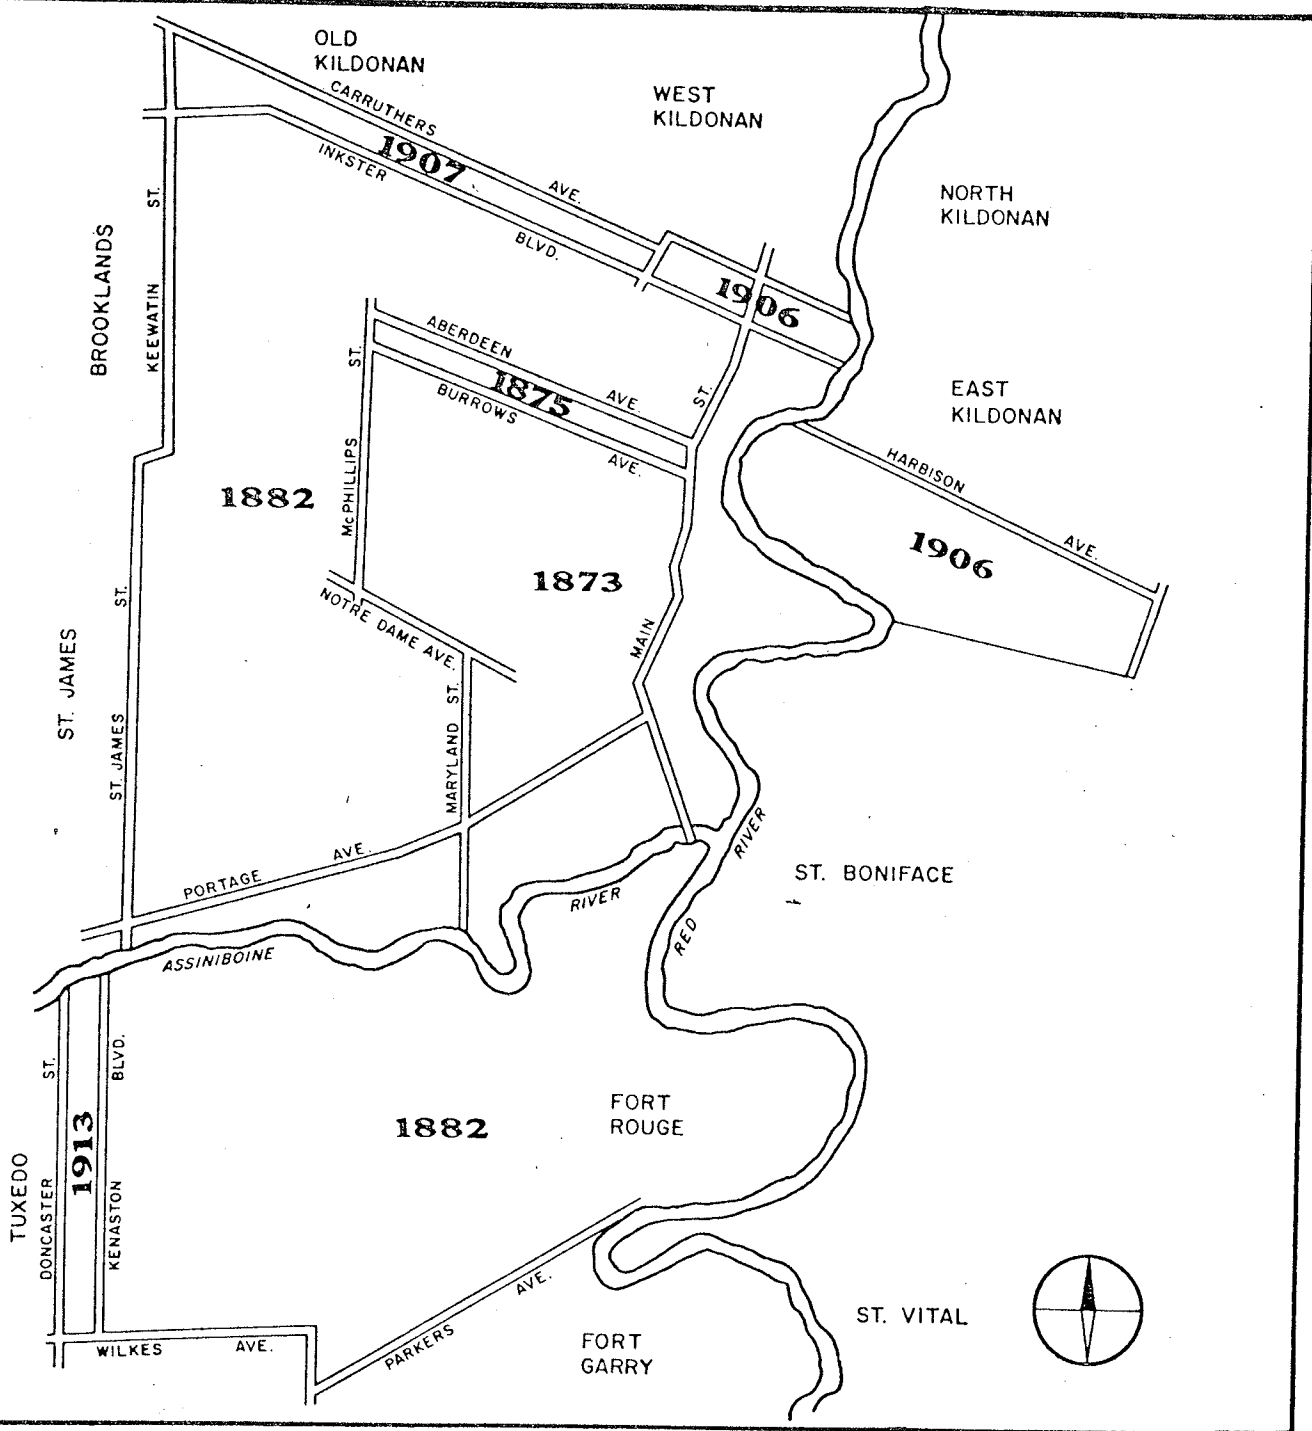 OLD
KILDONAN
WEST
KILDONAN
NORTH
KILDONAN
EAST
KILDONAN
CARRUTHERS AVE.
1907
INKSTER BLVD.
BROOKLANDS
KEEWATIN ST.
1906
ABERDEEN AVE.
1875
BURROWS AVE.
McPHILLIPS ST.
MAIN ST.
HARBISON AVE.
1906
1882
1873
NOTRE DAME AVE.
ST. JAMES
ST. JAMES ST.
MARYLAND ST.
PORTAGE AVE.
ASSINIBOINE RIVER
RED RIVER
ST. BONIFACE
TUXEDO
DONCASTER ST.
1913
KENASTON BLVD.
1882
FORT
ROUGE
WILKES AVE.
PARKERS AVE.
FORT
GARRY
ST. VITAL